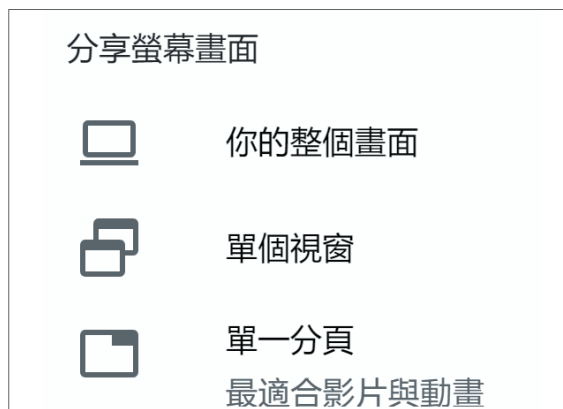 分享螢幕畫面
你的整個畫面
單個視窗
單一分頁
最適合影片與動畫